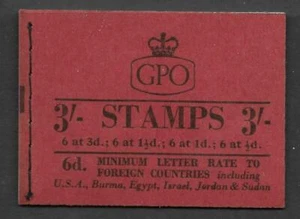 GPO
3/- STAMPS 3/-
6 at 3d.; 6 at 1½d.; 6 at 1d.; 6 at ½d.
6d. MINIMUM LETTER RATE TO
FOREIGN COUNTRIES including
U.S.A., Burma, Egypt, Israel, Jordan & Sudan